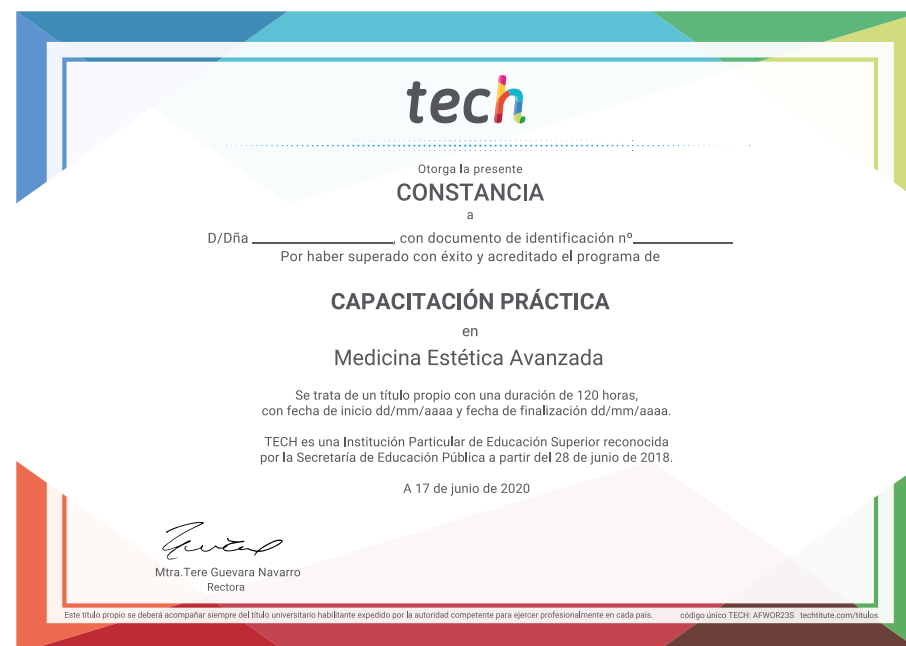 tech
Otorga la presente
CONSTANCIA
a
D/Dña ____________________, con documento de identificación nº______________
Por haber superado con éxito y acreditado el programa de
CAPACITACIÓN PRÁCTICA
en
Medicina Estética Avanzada
Se trata de un título propio con una duración de 120 horas,
con fecha de inicio dd/mm/aaaa y fecha de finalización dd/mm/aaaa.
TECH es una Institución Particular de Educación Superior reconocida
por la Secretaría de Educación Pública a partir del 28 de junio de 2018.
A 17 de junio de 2020
Mtra.Tere Guevara Navarro
Rectora
Este título propio se deberá acompañar siempre del título universitario habilitante expedido por la autoridad competente para ejercer profesionalmente en cada país. código único TECH: AFWOR23S techtitute.com/titulos